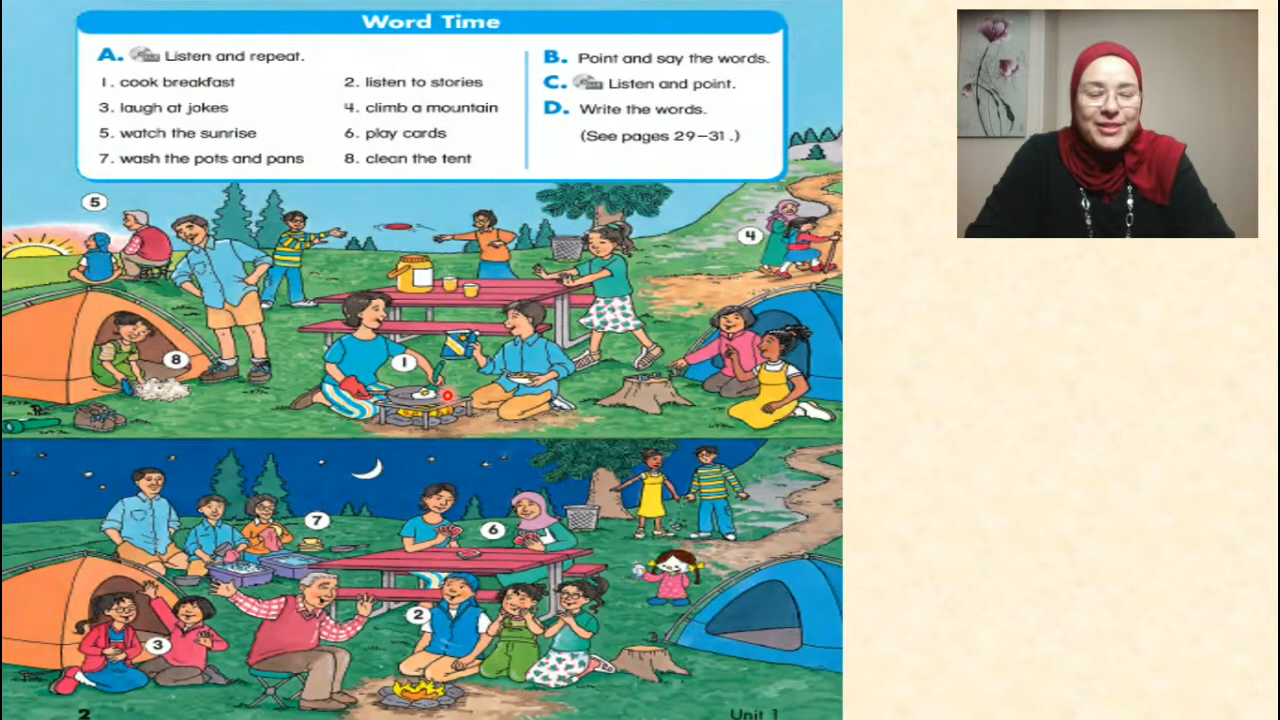 Word Time
A. Listen and repeat.
1. cook breakfast
2. listen to stories
3. laugh at jokes
4. climb a mountain
5. watch the sunrise
6. play cards
7. wash the pots and pans
8. clean the tent
B. Point and say the words.
C. Listen and point.
D. Write the words.
(See pages 29–31.)
5
4
8
1
7
6
2
3
2
Unit 1